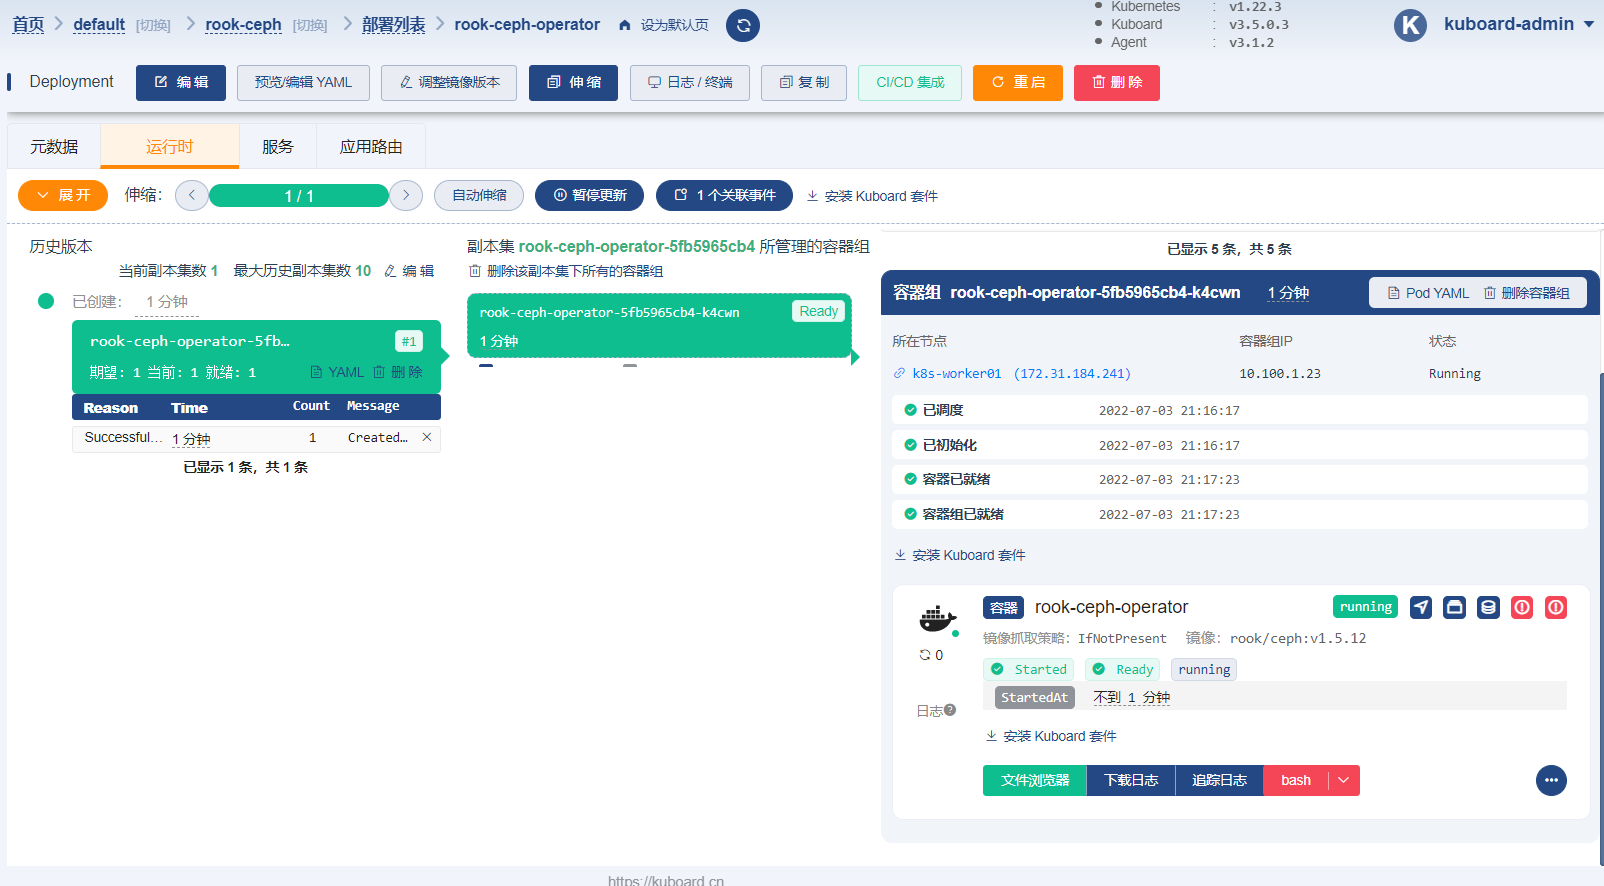 首页 default [切换] rook-ceph [切换] 部署列表 rook-ceph-operator 设为默认页
Kubernetes : v1.22.3
Kuboard : v3.5.0.3
Agent : v3.1.2
K kuboard-admin
Deployment 编 辑 预览/编辑 YAML 调整镜像版本 伸 缩 日志 / 终端 复 制 CI/CD 集成 重 启 删 除
元数据 运行时 服务 应用路由
展 开 伸缩： 1 / 1 自动伸缩 暂停更新 1 个关联事件 安装 Kuboard 套件
历史版本
当前副本集数 1 最大历史副本集数 10 编 辑
已创建： 1 分钟
rook-ceph-operator-5fb… #1
期望：1 当前：1 就绪：1 YAML 删 除
Reason Time Count Message
Successful… 1 分钟 1 Created…
已显示 1 条，共 1 条
副本集 rook-ceph-operator-5fb5965cb4 所管理的容器组
删除该副本集下所有的容器组
rook-ceph-operator-5fb5965cb4-k4cwn Ready
1 分钟
已显示 5 条，共 5 条
容器组 rook-ceph-operator-5fb5965cb4-k4cwn 1 分钟 Pod YAML 删除容器组
所在节点 容器组IP 状态
k8s-worker01 (172.31.184.241) 10.100.1.23 Running
已调度 2022-07-03 21:16:17
已初始化 2022-07-03 21:16:17
容器已就绪 2022-07-03 21:17:23
容器组已就绪 2022-07-03 21:17:23
安装 Kuboard 套件
容器 rook-ceph-operator running
镜像抓取策略：IfNotPresent 镜像：rook/ceph:v1.5.12
0
Started Ready running
StartedAt 不到 1 分钟
日志
安装 Kuboard 套件
文件浏览器 下载日志 追踪日志 bash
https://kuboard.cn